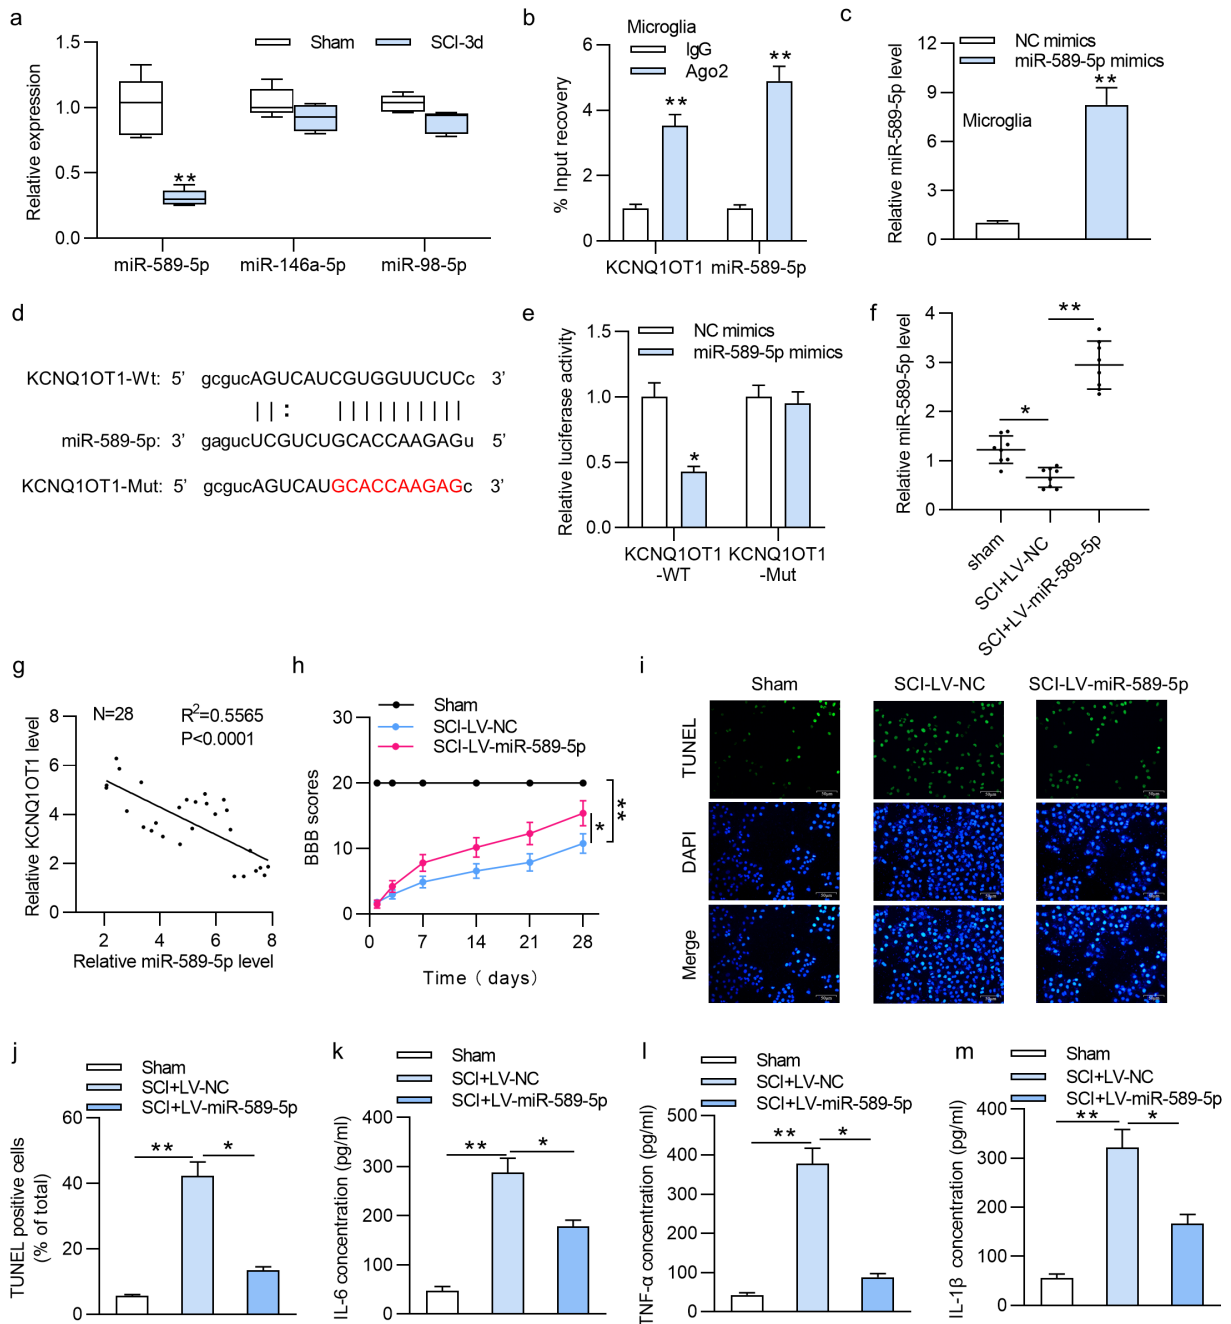 a
Relative expression
1.5
1.0
0.5
0.0
Sham
SCI-3d
**
miR-589-5p
miR-146a-5p
miR-98-5p
b
% Input recovery
6
4
2
0
Microglia
IgG
Ago2
**
**
KCNQ1OT1
miR-589-5p
c
Relative miR-589-5p level
12
9
6
3
0
NC mimics
miR-589-5p mimics
**
Microglia
d
KCNQ1OT1-Wt: 5’ gcgucAGUCAUCGUGGUUCUCc 3’
miR-589-5p: 3’ gagucUCGUCUGCACCAAGAGu 5’
KCNQ1OT1-Mut: 5’ gcgucAGUCAUGCACCAAGAGc 3’
e
Relative luciferase activity
1.5
1.0
0.5
0.0
NC mimics
miR-589-5p mimics
*
KCNQ1OT1
-WT
KCNQ1OT1
-Mut
f
Relative miR-589-5p level
4
3
2
1
0
**
*
sham
SCI+LV-NC
SCI+LV-miR-589-5p
g
Relative KCNQ1OT1 level
8
6
4
2
0
N=28
R2=0.5565
P<0.0001
2
4
6
8
Relative miR-589-5p level
h
BBB scores
30
20
10
0
Sham
SCI-LV-NC
SCI-LV-miR-589-5p
*
**
0
7
14
21
28
Time ( days)
i
Sham
SCI-LV-NC
SCI-LV-miR-589-5p
TUNEL
DAPI
Merge
j
Sham
SCI+LV-NC
SCI+LV-miR-589-5p
TUNEL positive cells
(% of total)
60
40
20
0
**
*
k
Sham
SCI+LV-NC
SCI+LV-miR-589-5p
IL-6 concentration (pg/ml)
400
300
200
100
0
**
*
l
Sham
SCI+LV-NC
SCI+LV-miR-589-5p
TNF-α concentration (pg/ml)
500
400
300
200
100
0
**
*
m
Sham
SCI+LV-NC
SCI+LV-miR-589-5p
IL-1β concentration (pg/ml)
400
300
200
100
0
**
*